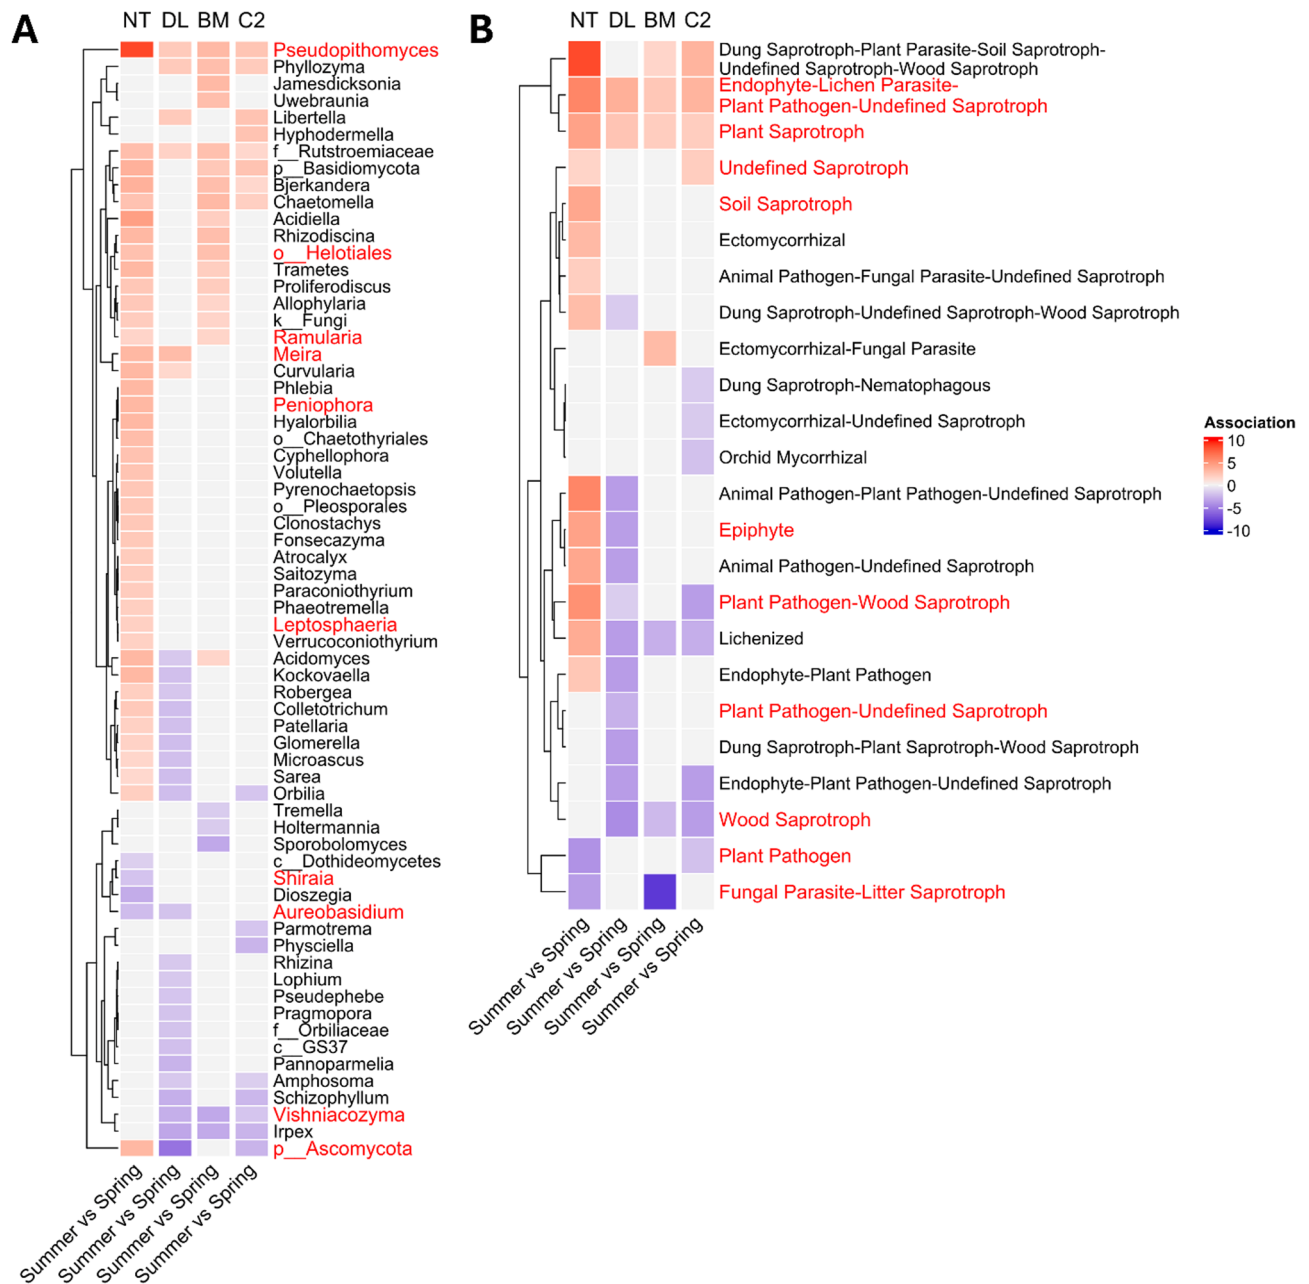 A
NT DL BM C2
Pseudopithomyces
Phyllozyma
Jamesdicksonia
Uwebraunia
Libertella
Hyphodermella
f__Rutstroemiaceae
p__Basidiomycota
Bjerkandera
Chaetomella
Acidiella
Rhizodiscina
o__Helotiales
Trametes
Proliferodiscus
Allophylaria
k__Fungi
Ramularia
Meira
Curvularia
Phlebia
Peniophora
Hyalorbilia
o__Chaetothyriales
Cyphellophora
Volutella
Pyrenochaetopsis
o__Pleosporales
Clonostachys
Fonsecazyma
Atrocalyx
Saitozyma
Paraconiothyrium
Phaeotremella
Leptosphaeria
Verrucoconiothyrium
Acidomyces
Kockovaella
Robergea
Colletotrichum
Patellaria
Glomerella
Microascus
Sarea
Orbilia
Tremella
Holtermannia
Sporobolomyces
c__Dothideomycetes
Shiraia
Dioszegia
Aureobasidium
Parmotrema
Physciella
Rhizina
Lophium
Pseudephebe
Pragmopora
f__Orbiliaceae
c__GS37
Pannoparmelia
Amphosoma
Schizophyllum
Vishniacozyma
Irpex
p__Ascomycota
Summer vs Spring
Summer vs Spring
Summer vs Spring
Summer vs Spring
B
NT DL BM C2
Dung Saprotroph-Plant Parasite-Soil Saprotroph-
Undefined Saprotroph-Wood Saprotroph
Endophyte-Lichen Parasite-
Plant Pathogen-Undefined Saprotroph
Plant Saprotroph
Undefined Saprotroph
Soil Saprotroph
Ectomycorrhizal
Animal Pathogen-Fungal Parasite-Undefined Saprotroph
Dung Saprotroph-Undefined Saprotroph-Wood Saprotroph
Ectomycorrhizal-Fungal Parasite
Dung Saprotroph-Nematophagous
Ectomycorrhizal-Undefined Saprotroph
Orchid Mycorrhizal
Animal Pathogen-Plant Pathogen-Undefined Saprotroph
Epiphyte
Animal Pathogen-Undefined Saprotroph
Plant Pathogen-Wood Saprotroph
Lichenized
Endophyte-Plant Pathogen
Plant Pathogen-Undefined Saprotroph
Dung Saprotroph-Plant Saprotroph-Wood Saprotroph
Endophyte-Plant Pathogen-Undefined Saprotroph
Wood Saprotroph
Plant Pathogen
Fungal Parasite-Litter Saprotroph
Summer vs Spring
Summer vs Spring
Summer vs Spring
Summer vs Spring
Association
10
5
0
-5
-10